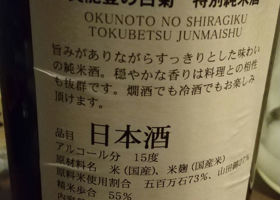 奥能登の白菊 特別純米酒
OKUNOTO NO SHIRAGIKU
TOKUBETSU JUNMAISHU
旨みがありながらすっきりとした味わい
の純米酒。穏やかな香りは料理との相性
も抜群です。燗酒でも冷酒でもお楽しみ
頂けます。
品目 日本酒
アルコール分 15度
原材料名 米(国産)、米麹(国産米)
原料米使用割合 五百万石73%、山田錦27%
精米歩合 55%